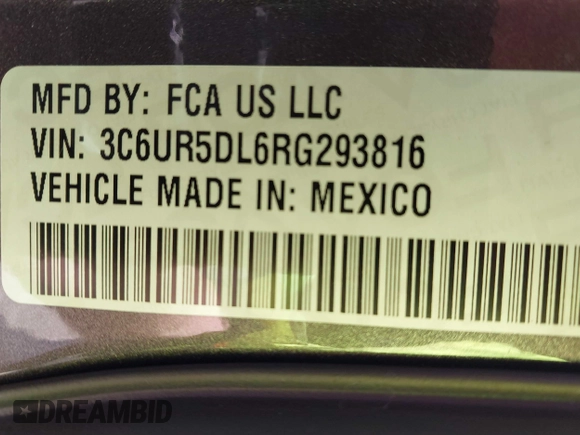 MFD BY: FCA US LLC
VIN: 3C6UR5DL6RG293816
VEHICLE MADE IN: MEXICO
DREAMBID